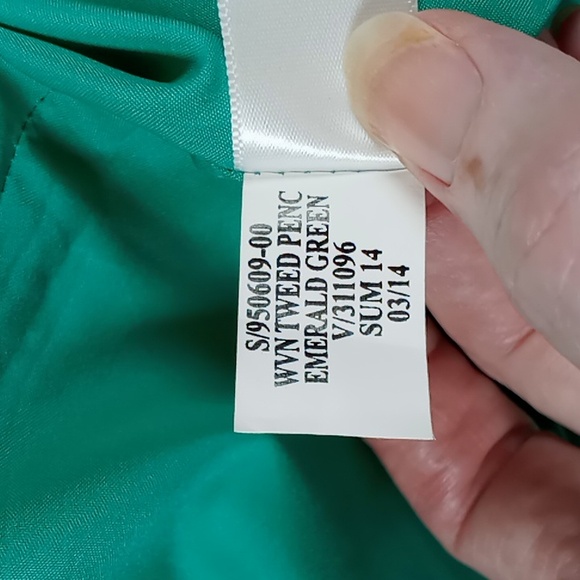 S/950609-00
WVN TWEED PENC
EMERALD GREEN
V/311096
SUM 14
03/14